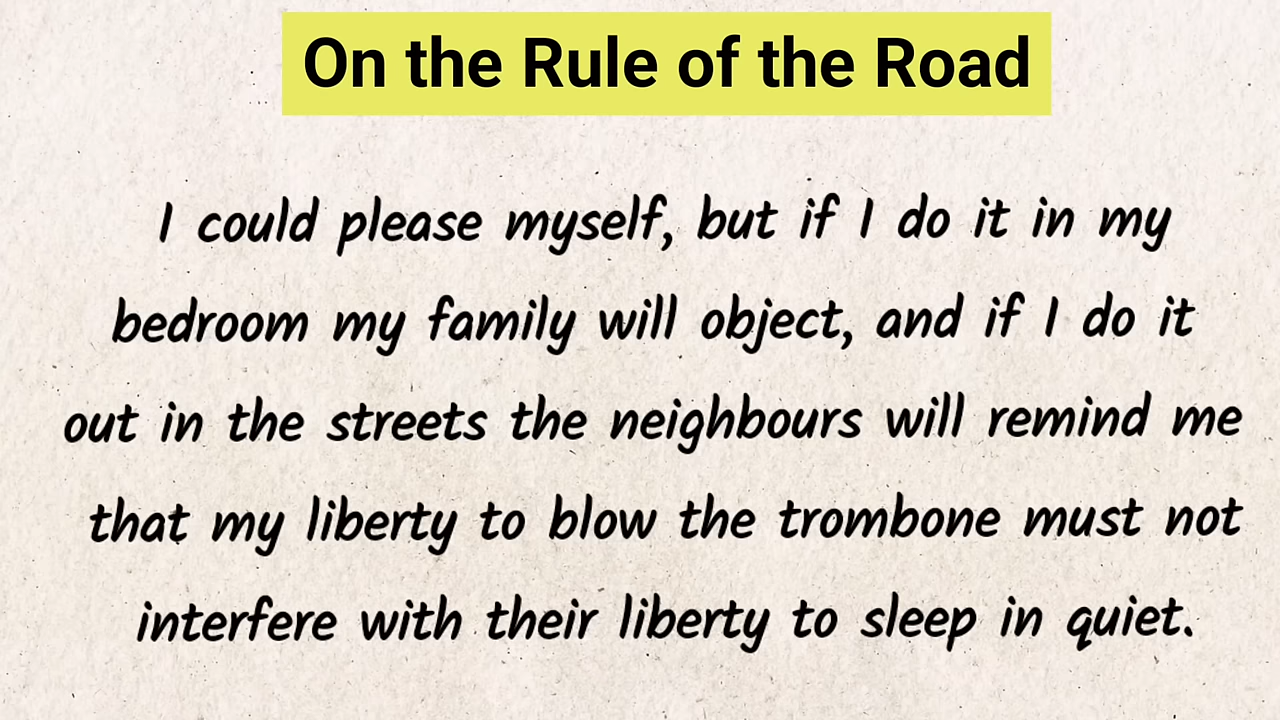 On the Rule of the Road
I could please myself, but if I do it in my
bedroom my family will object, and if I do it
out in the streets the neighbours will remind me
that my liberty to blow the trombone must not
interfere with their liberty to sleep in quiet.